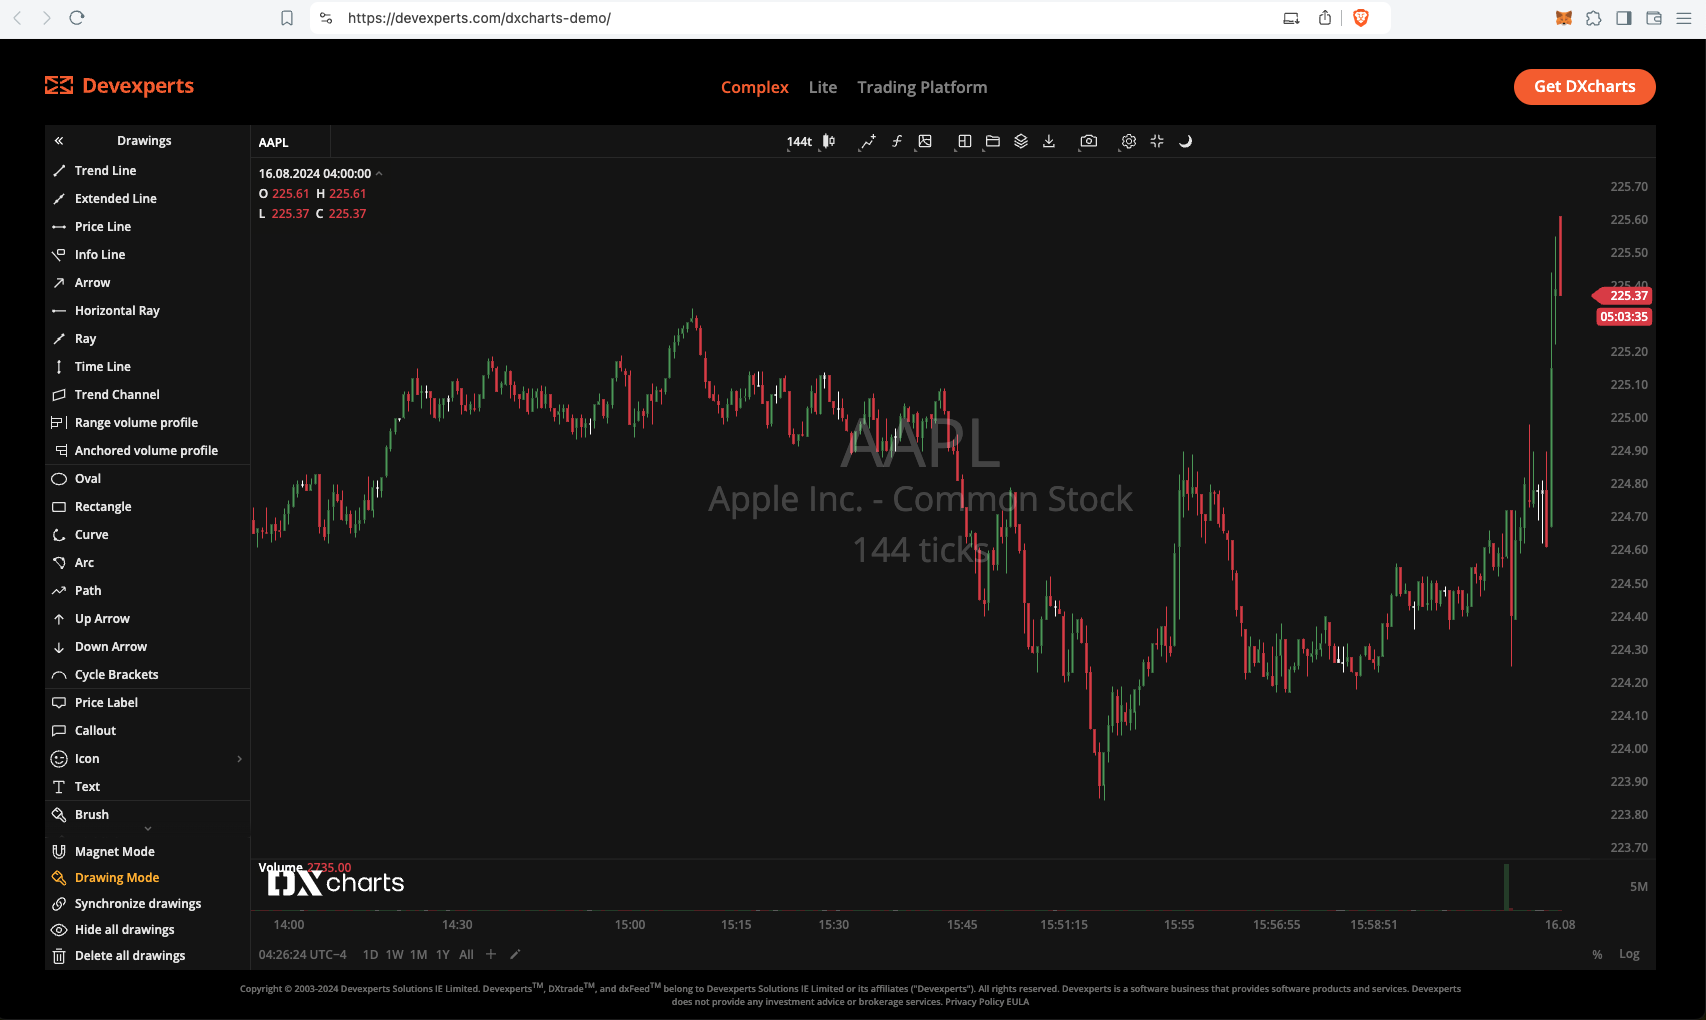 https://devexperts.com/dxcharts-demo/
Devexperts
Complex Lite Trading Platform
Get DXcharts
Drawings
Trend Line
Extended Line
Price Line
Info Line
Arrow
Horizontal Ray
Ray
Time Line
Trend Channel
Range volume profile
Anchored volume profile
Oval
Rectangle
Curve
Arc
Path
Up Arrow
Down Arrow
Cycle Brackets
Price Label
Callout
Icon
Text
Brush
Magnet Mode
Drawing Mode
Synchronize drawings
Hide all drawings
Delete all drawings
AAPL
144t
16.08.2024 04:00:00
O 225.61 H 225.61
L 225.37 C 225.37
AAPL
Apple Inc. - Common Stock
144 ticks
225.70
225.60
225.50
225.40
225.37
05:03:35
225.20
225.10
225.00
224.90
224.80
224.70
224.60
224.50
224.40
224.30
224.20
224.10
224.00
223.90
223.80
223.70
Volume 2735.00
DXcharts
5M
14:00 14:30 15:00 15:15 15:30 15:45 15:51:15 15:55 15:56:55 15:58:51 16.08
04:26:24 UTC−4 1D 1W 1M 1Y All
% Log
Copyright © 2003-2024 Devexperts Solutions IE Limited. Devexperts™, DXtrade™, and dxFeed™ belong to Devexperts Solutions IE Limited or its affiliates ("Devexperts"). All rights reserved. Devexperts is a software business that provides software products and services. Devexperts
does not provide any investment advice or brokerage services. Privacy Policy EULA